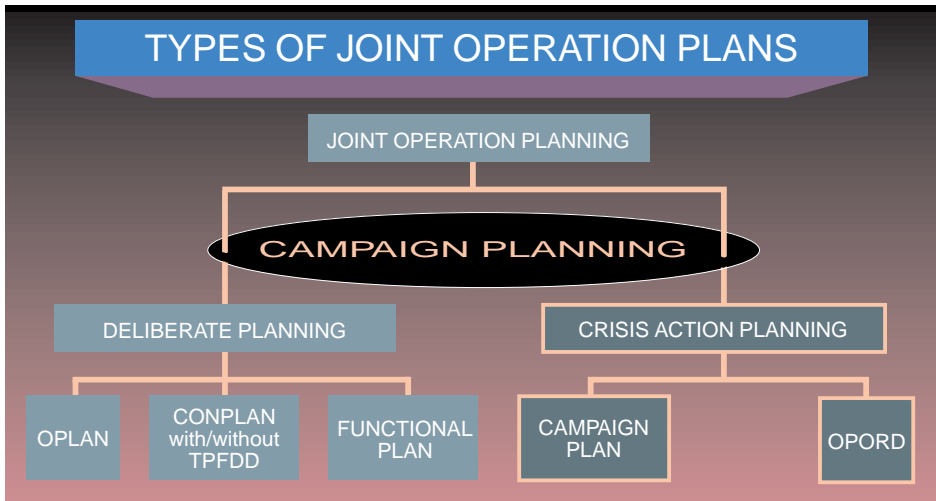 TYPES OF JOINT OPERATION PLANS
JOINT OPERATION PLANNING
CAMPAIGN PLANNING
DELIBERATE PLANNING
CRISIS ACTION PLANNING
OPLAN
CONPLAN
with/without
TPFDD
FUNCTIONAL
PLAN
CAMPAIGN
PLAN
OPORD